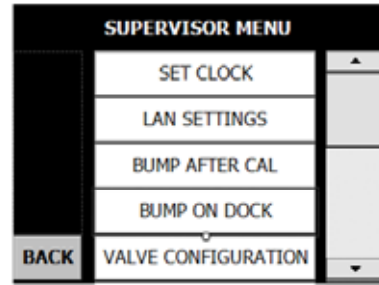 SUPERVISOR MENU
SET CLOCK
LAN SETTINGS
BUMP AFTER CAL
BUMP ON DOCK
BACK
VALVE CONFIGURATION